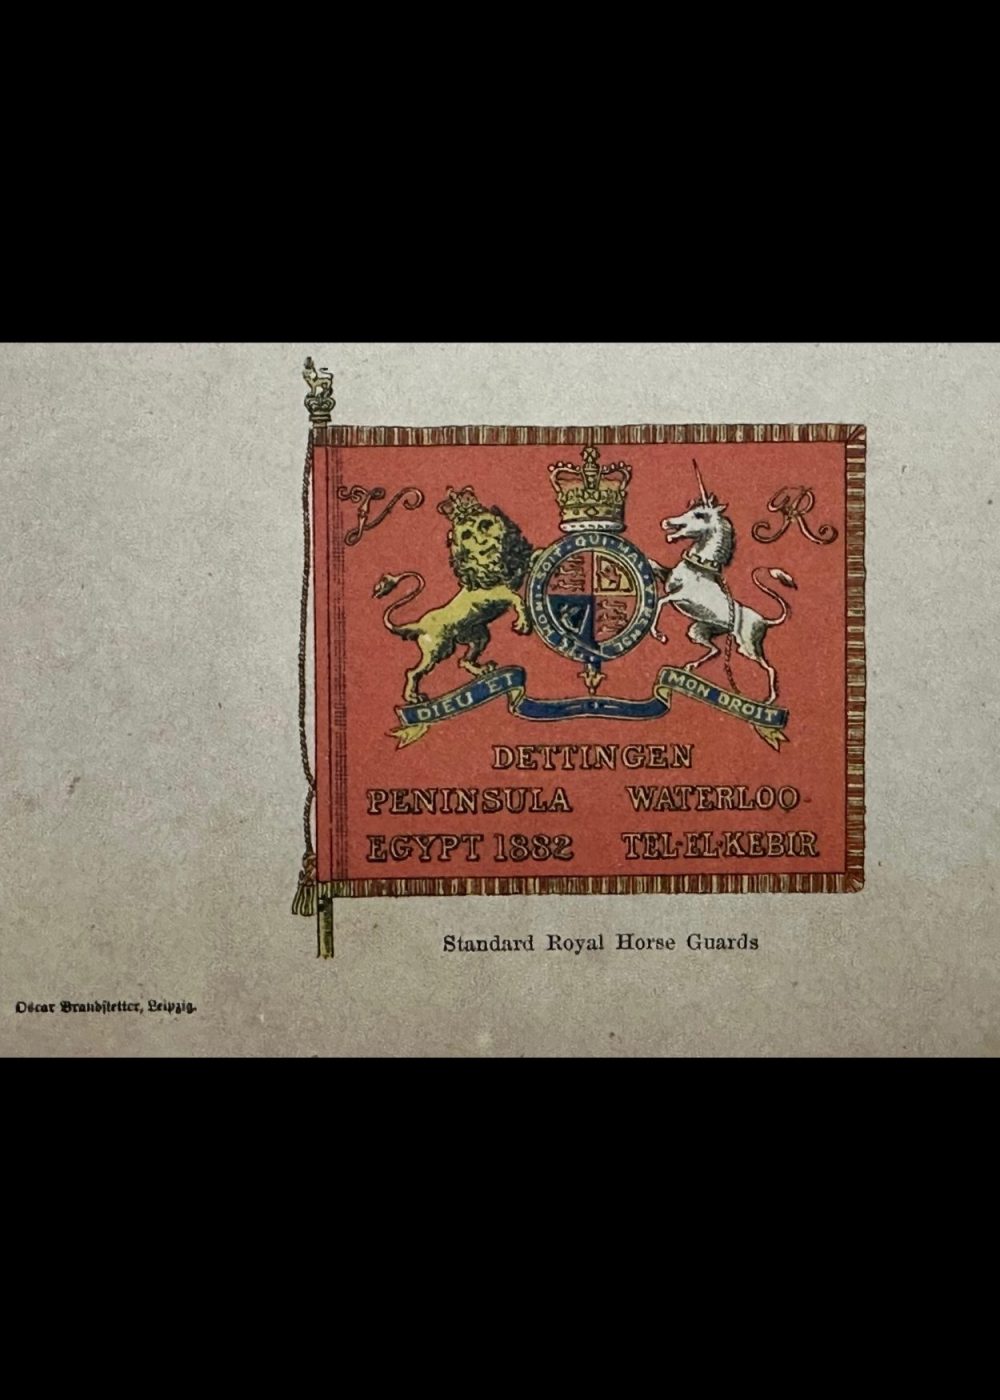 V R
HONI · SOIT · QUI · MAL · Y · PENSE
DIEU ET MON DROIT
DETTINGEN
PENINSULA WATERLOO
EGYPT 1882 TEL-EL-KEBIR
Standard Royal Horse Guards
Oscar Brandstetter, Leipzig.